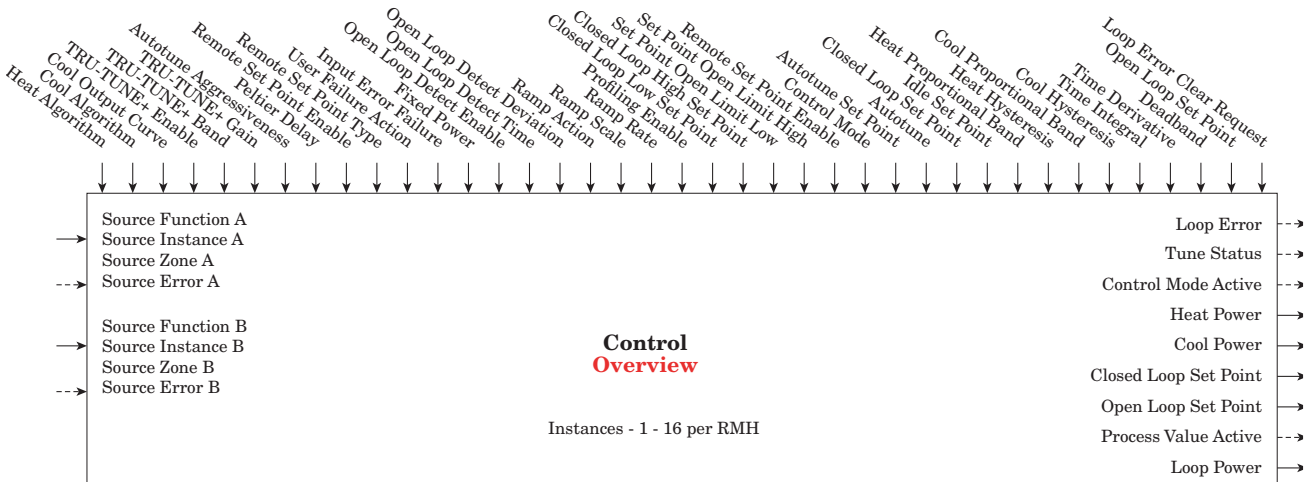 Heat Algorithm
Cool Algorithm
Cool Output Curve
TRU-TUNE+ Enable
TRU-TUNE+ Band
TRU-TUNE+ Gain
Autotune Aggressiveness
Peltier Delay
Remote Set Point Enable
Remote Set Point Type
User Failure Action
Input Error Failure
Fixed Power
Open Loop Detect Enable
Open Loop Detect Time
Open Loop Detect Deviation
Ramp Action
Ramp Scale
Ramp Rate
Profiling Enable
Closed Loop Low Set Point
Closed Loop High Set Point
Set Point Open Limit Low
Set Point Open Limit High
Remote Set Point Enable
Control Mode
Autotune Set Point
Autotune
Closed Loop Set Point
Idle Set Point
Heat Proportional Band
Heat Hysteresis
Cool Proportional Band
Cool Hysteresis
Time Integral
Time Derivative
Deadband
Open Loop Set Point
Loop Error Clear Request
Source Function A
Source Instance A
Source Zone A
Source Error A
Source Function B
Source Instance B
Source Zone B
Source Error B
Control
Overview
Instances - 1 - 16 per RMH
Loop Error
Tune Status
Control Mode Active
Heat Power
Cool Power
Closed Loop Set Point
Open Loop Set Point
Process Value Active
Loop Power